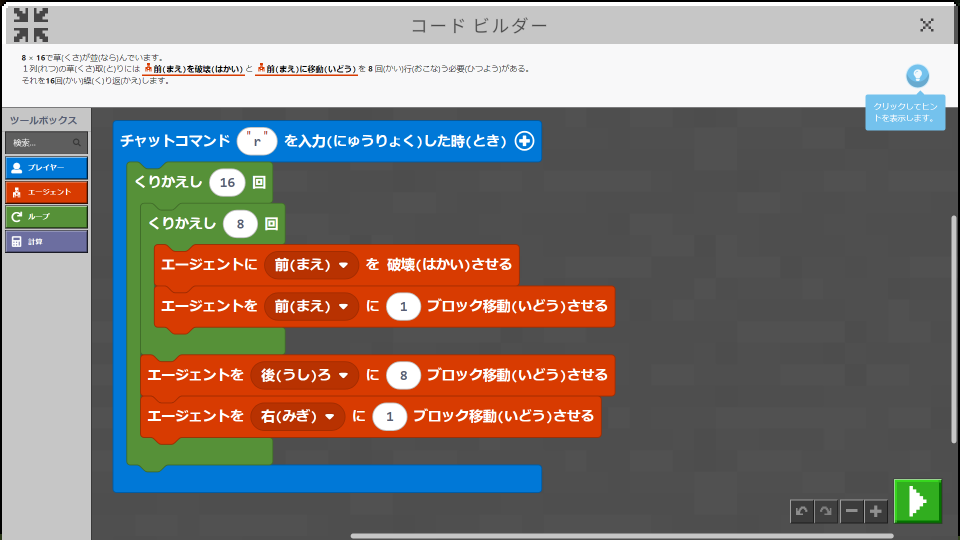 コード ビルダー
8 × 16で草(くさ)が並(なら)んでいます。
１列(れつ)の草(くさ)取(と)りには 前(まえ)を破壊(はかい) と 前(まえ)に移動(いどう) を 8 回(かい)行(おこな)う必要(ひつよう)がある。
それを16回(かい)繰(く)り返(かえ)します。
クリックしてヒントを表示します。
ツールボックス
検索...
プレイヤー
エージェント
ループ
計算
チャットコマンド "r" を入力(にゅうりょく)した時(とき)
くりかえし 16 回
くりかえし 8 回
エージェントに 前(まえ) を 破壊(はかい)させる
エージェントを 前(まえ) に 1 ブロック移動(いどう)させる
エージェントを 後(うし)ろ に 8 ブロック移動(いどう)させる
エージェントを 右(みぎ) に 1 ブロック移動(いどう)させる